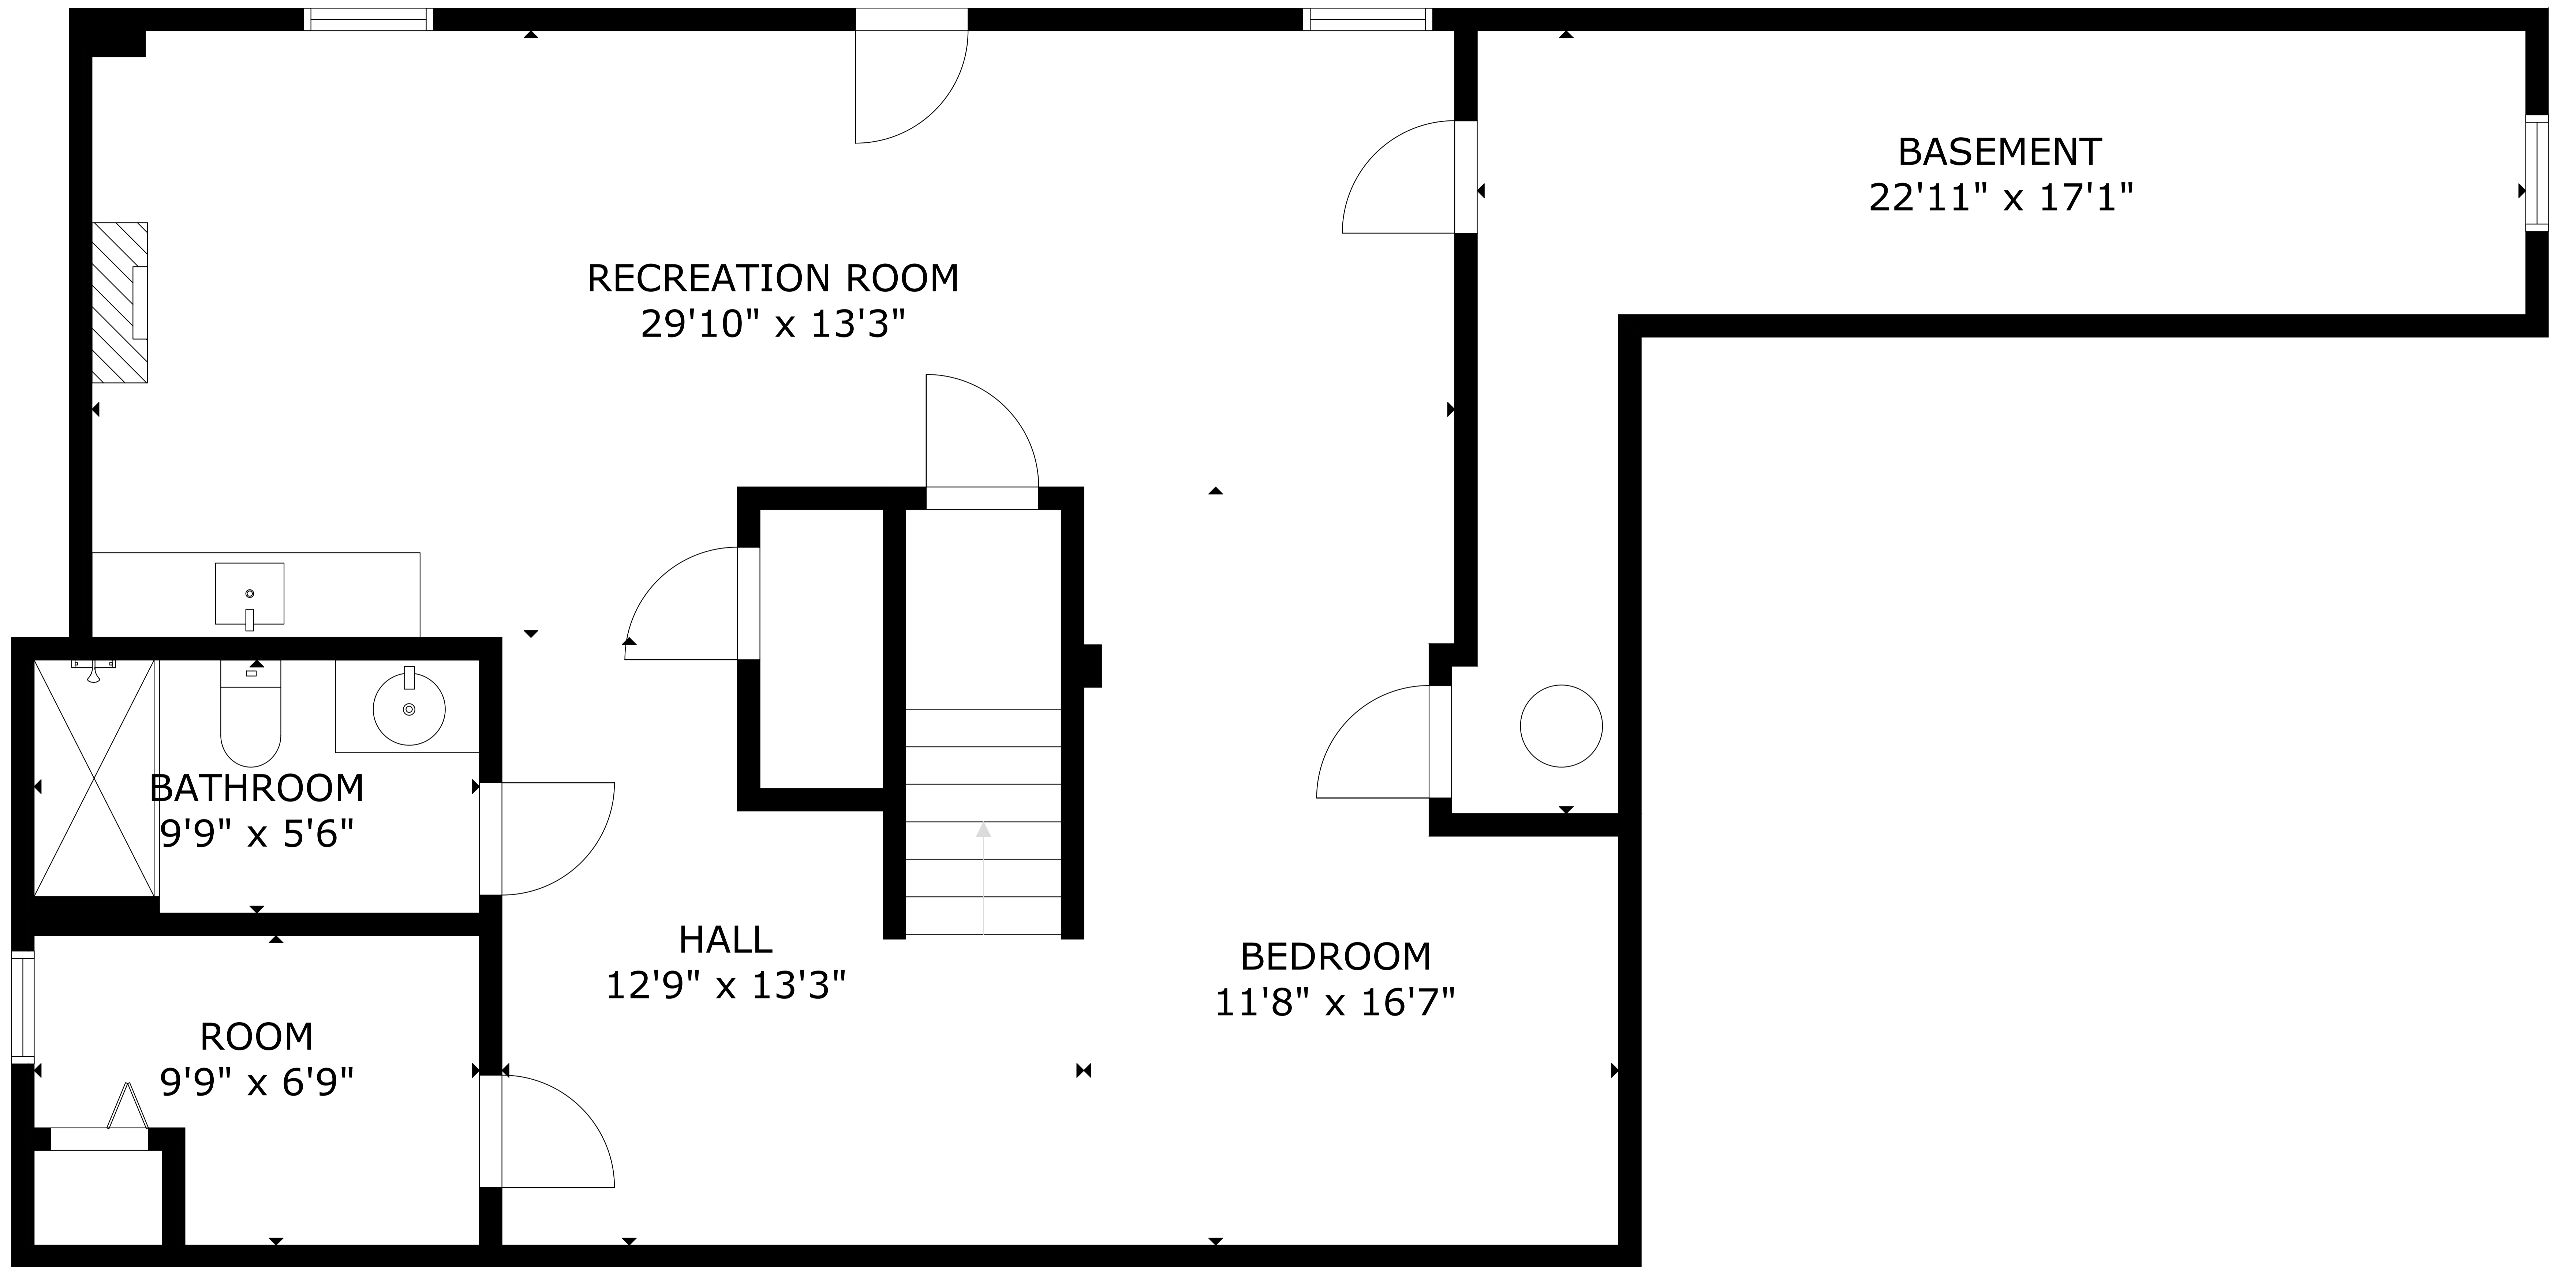 BASEMENT
22'11" x 17'1"
RECREATION ROOM
29'10" x 13'3"
BATHROOM
9'9" x 5'6"
HALL
12'9" x 13'3"
BEDROOM
11'8" x 16'7"
ROOM
9'9" x 6'9"